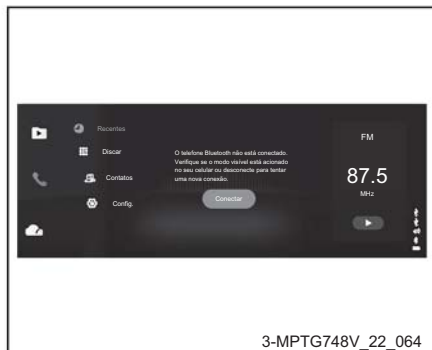 Recentes
Discar
Contatos
Config.
O telefone Bluetooth não está conectado.
Verifique se o modo visível está acionado
no seu celular ou desconecte para tentar
uma nova conexão.
Conectar
FM
87.5
MHz
3-MPTG748V_22_064